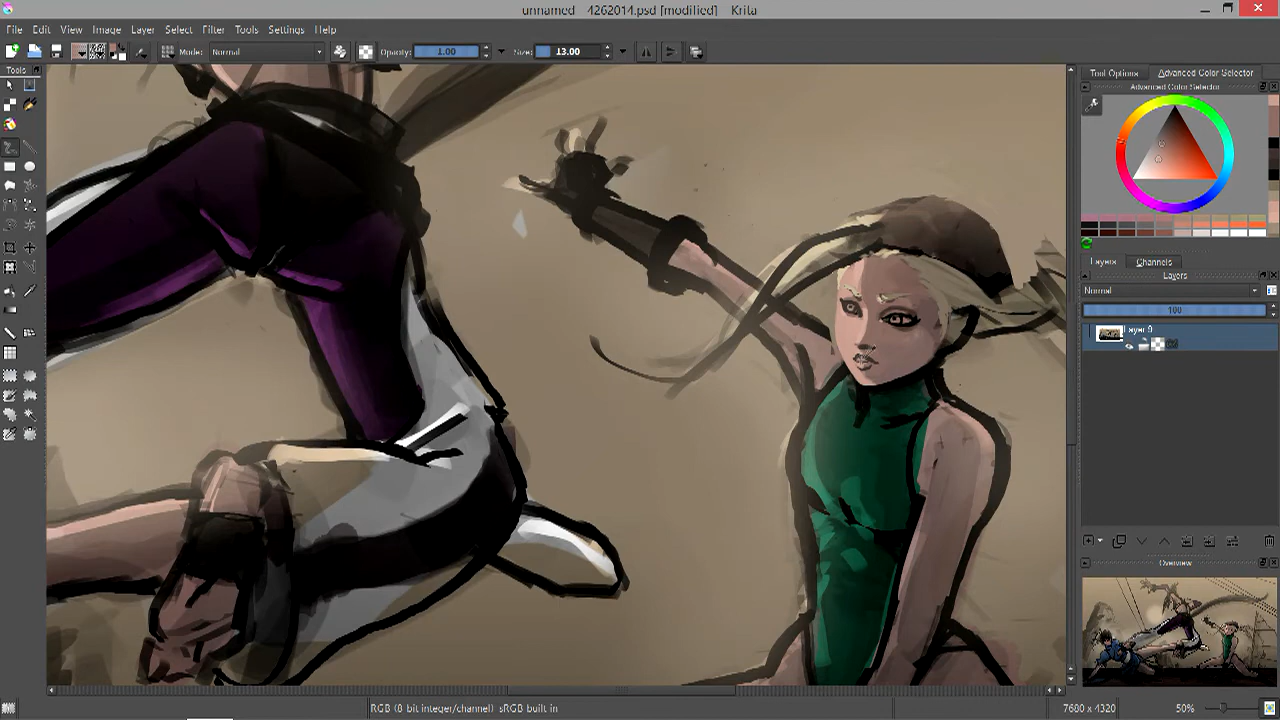 unnamed 4262014.psd [modified] - Krita
File Edit View Image Layer Select Filter Tools Settings Help
Mode: Normal Opacity: 1.00 Size: 13.00
Tools
Tool Options Advanced Color Selector
Advanced Color Selector
Layers Channels
Layers
Normal
100
Layer 9
Overview
RGB (8 bit integer/channel) sRGB built in 7680 x 4320 50%